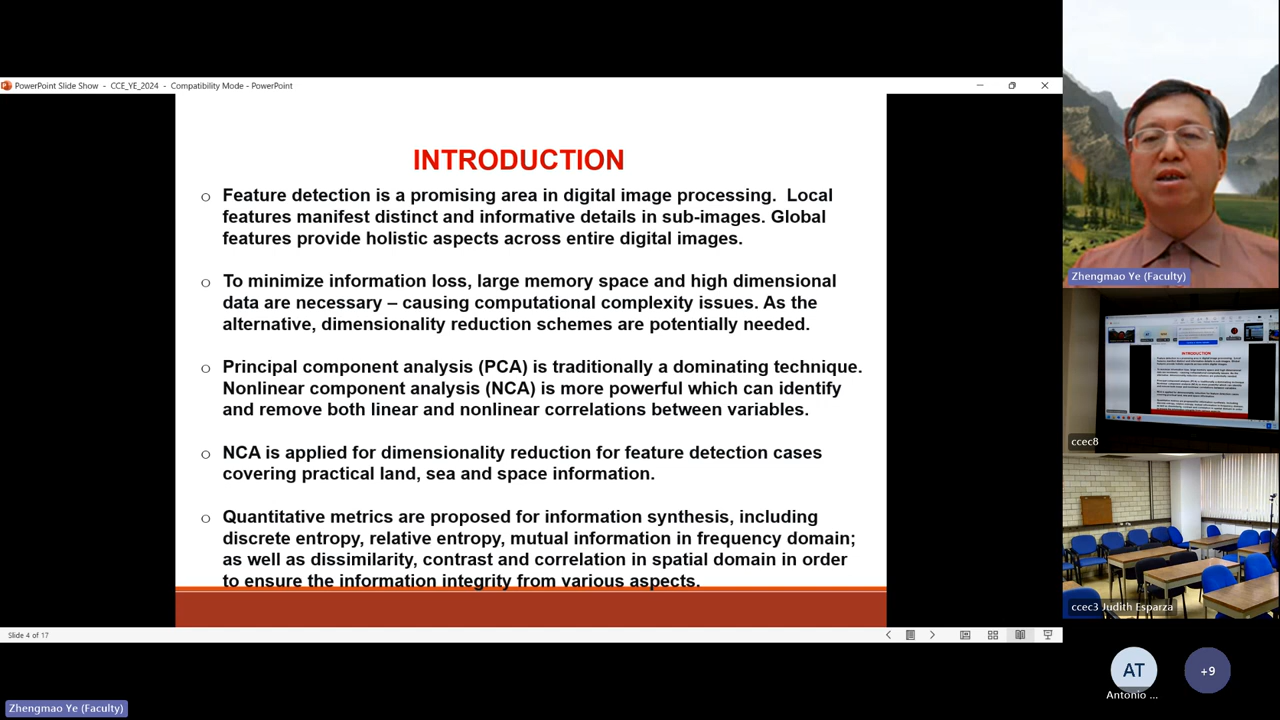 PowerPoint Slide Show - CCE_YE_2024 - Compatibility Mode - PowerPoint
INTRODUCTION
Feature detection is a promising area in digital image processing. Local
features manifest distinct and informative details in sub-images. Global
features provide holistic aspects across entire digital images.
To minimize information loss, large memory space and high dimensional
data are necessary – causing computational complexity issues. As the
alternative, dimensionality reduction schemes are potentially needed.
Principal component analysis (PCA) is traditionally a dominating technique.
Nonlinear component analysis (NCA) is more powerful which can identify
and remove both linear and nonlinear correlations between variables.
NCA is applied for dimensionality reduction for feature detection cases
covering practical land, sea and space information.
Quantitative metrics are proposed for information synthesis, including
discrete entropy, relative entropy, mutual information in frequency domain;
as well as dissimilarity, contrast and correlation in spatial domain in order
to ensure the information integrity from various aspects.
Slide 4 of 17
Zhengmao Ye (Faculty)
Zhengmao Ye (Faculty)
INTRODUCTION
ccec8
ccec3 Judith Esparza
AT
Antonio ...
+9